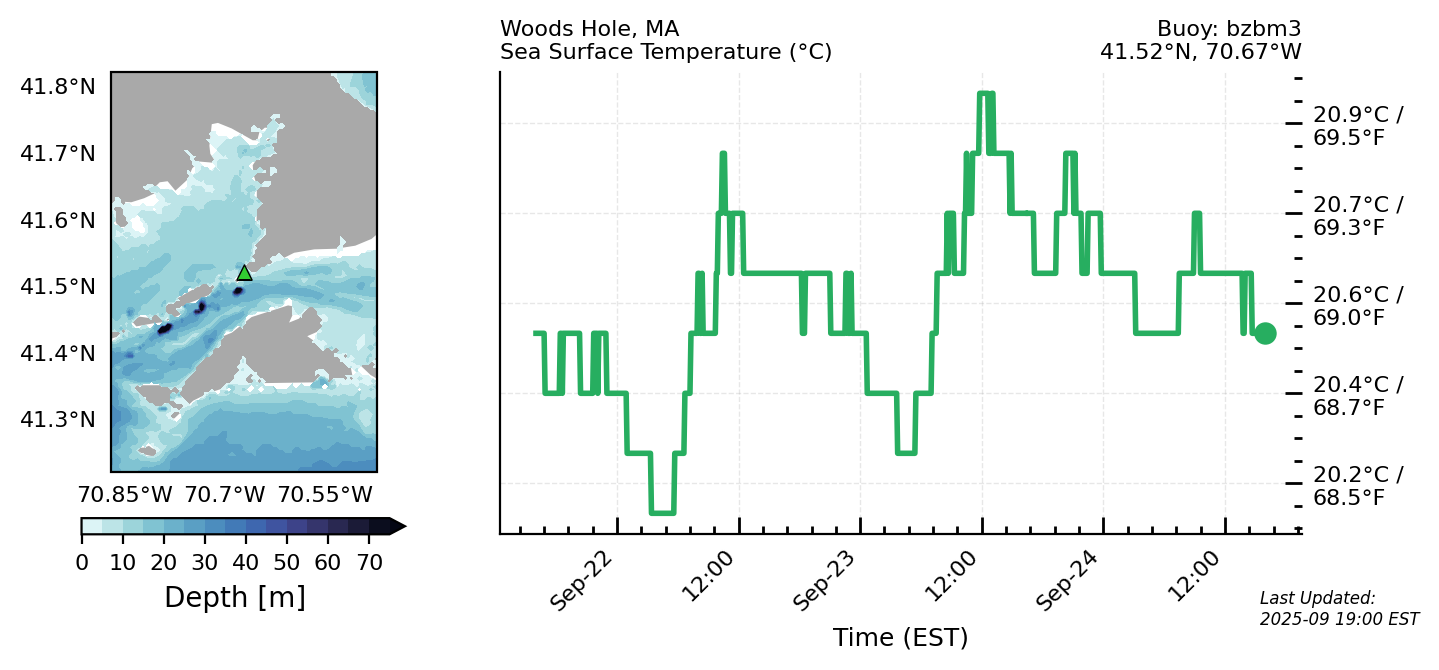 Woods Hole, MA
Sea Surface Temperature (°C)
Buoy: bzbm3
41.52°N, 70.67°W
41.8°N
41.7°N
41.6°N
41.5°N
41.4°N
41.3°N
70.85°W 70.7°W 70.55°W
0 10 20 30 40 50 60 70
Depth [m]
20.9°C /
69.5°F
20.7°C /
69.3°F
20.6°C /
69.0°F
20.4°C /
68.7°F
20.2°C /
68.5°F
Sep-22
12:00
Sep-23
12:00
Sep-24
12:00
Time (EST)
Last Updated:
2025-09 19:00 EST